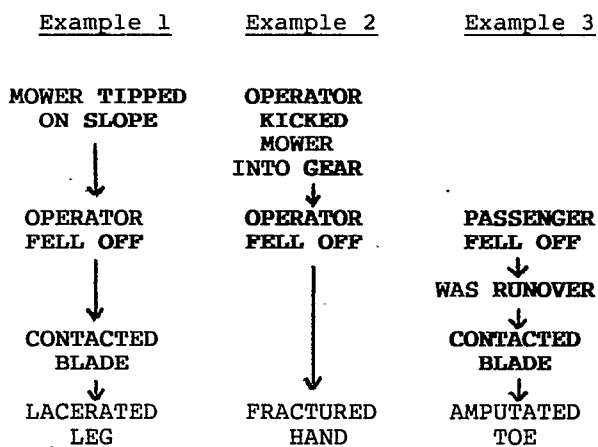 Example 1
MOWER TIPPED
ON SLOPE
OPERATOR
FELL OFF
CONTACTED
BLADE
LACERATED
LEG
Example 2
OPERATOR
KICKED
MOWER
INTO GEAR
OPERATOR
FELL OFF
FRACTURED
HAND
Example 3
PASSENGER
FELL OFF
WAS RUNOVER
CONTACTED
BLADE
AMPUTATED
TOE